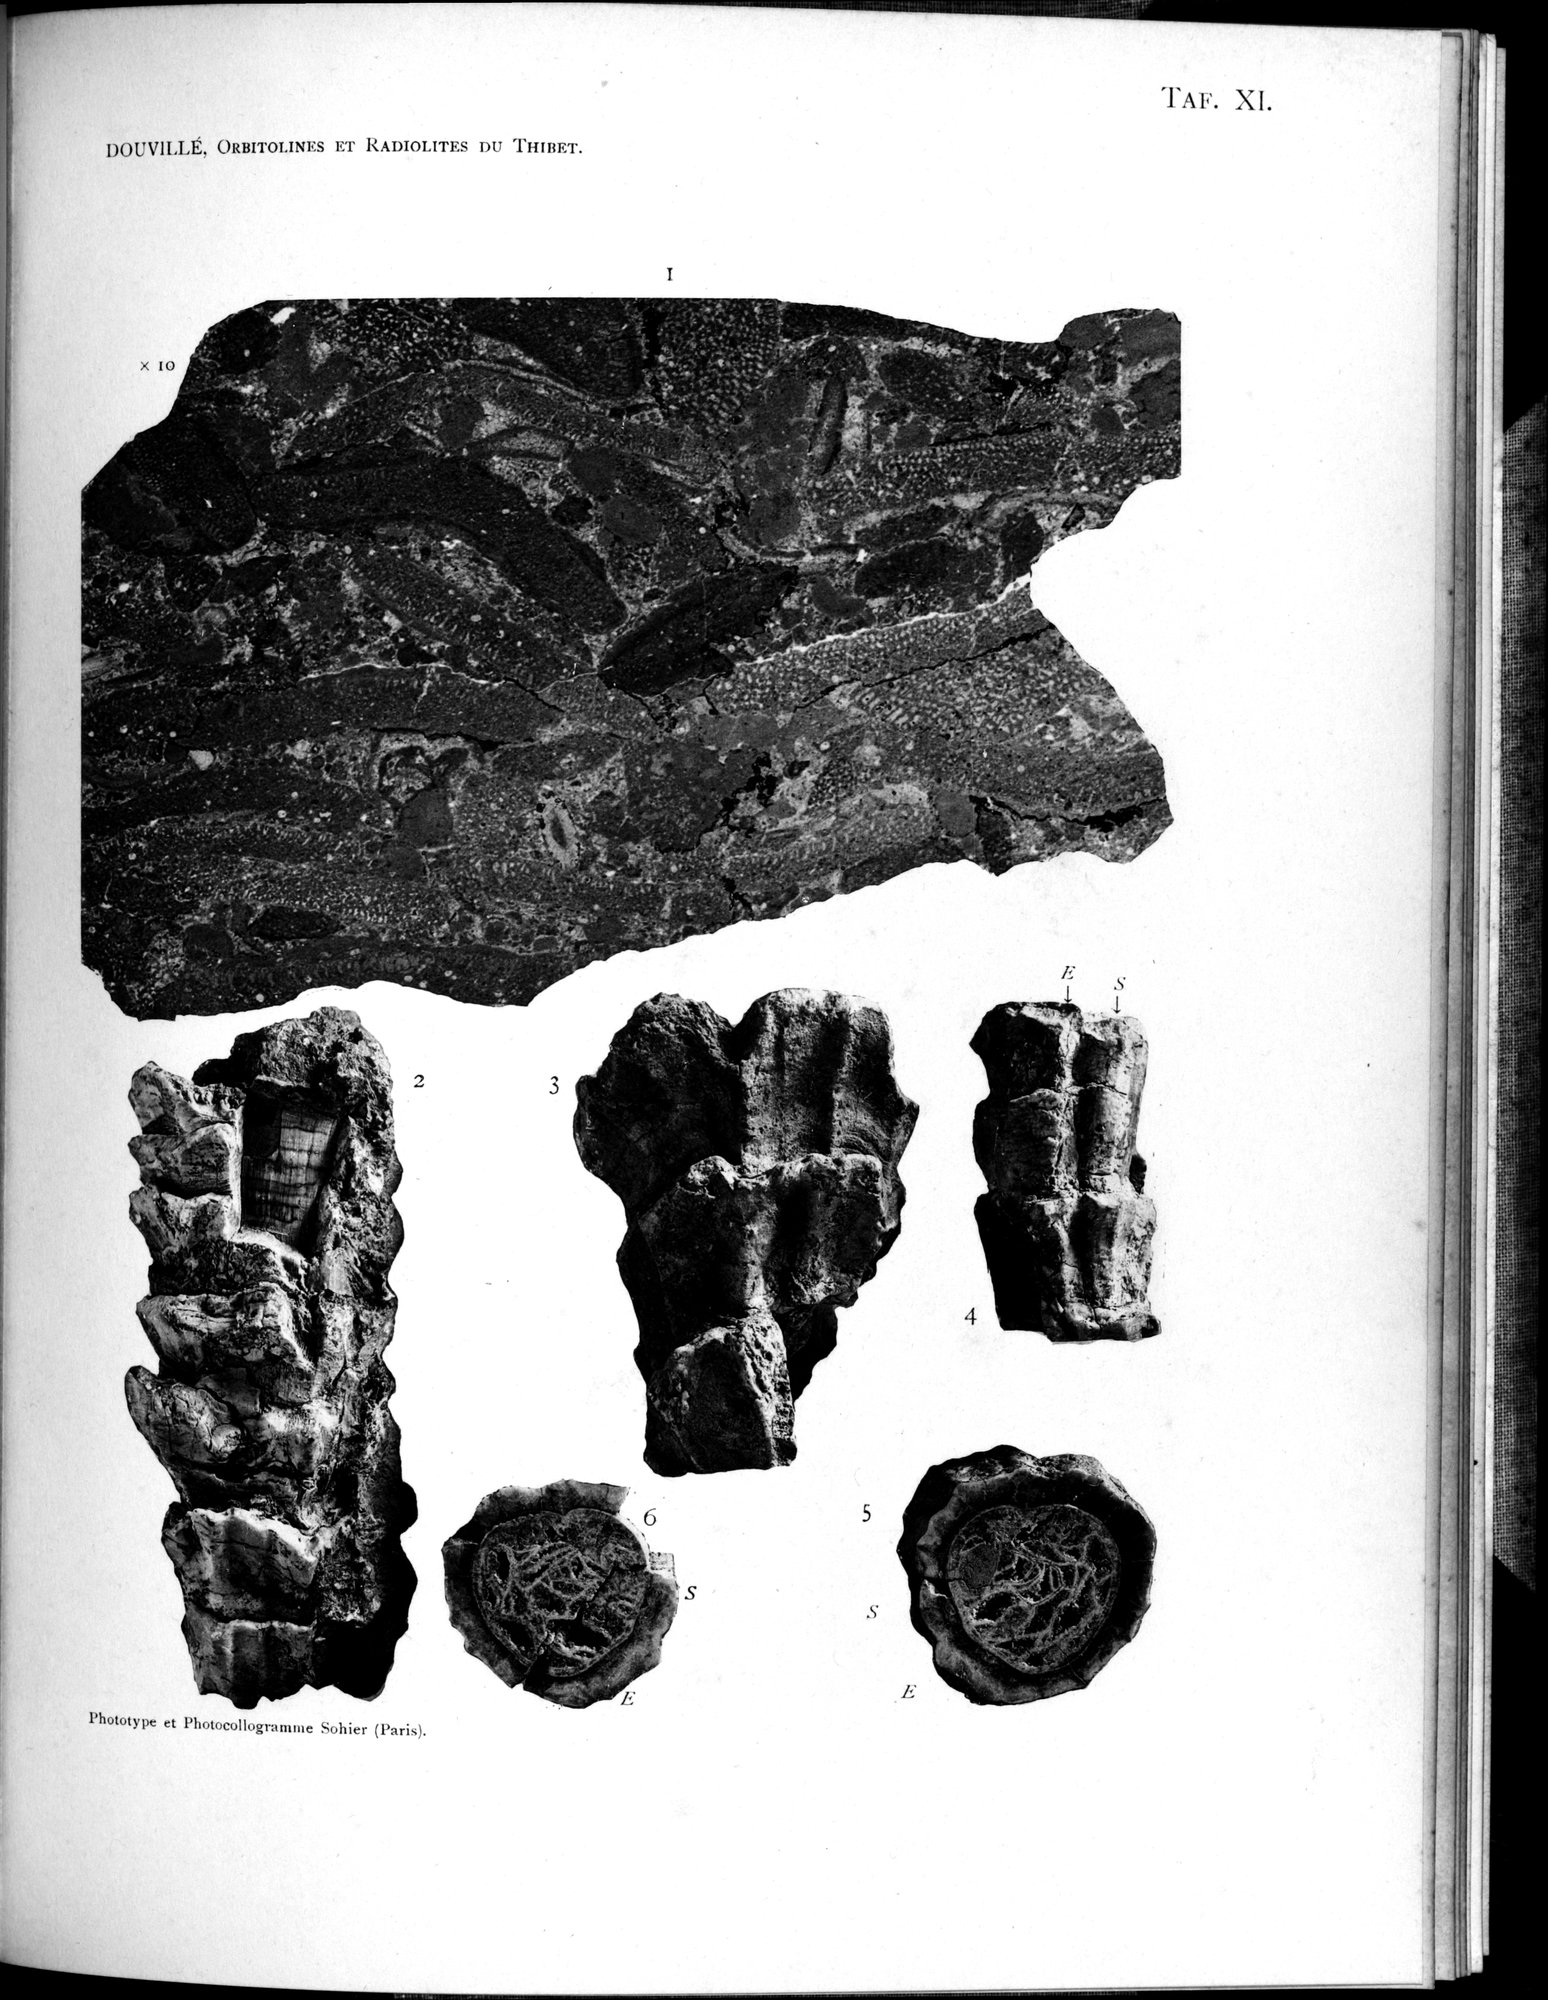 TAF. XI.
DOUVILLÉ, ORBITOLINES ET RADIOLITES DU THIBET.
1
× 10
E
S
2
3
4
6
5
S
S
E
E
Phototype et Photocollogramme Sohier (Paris).